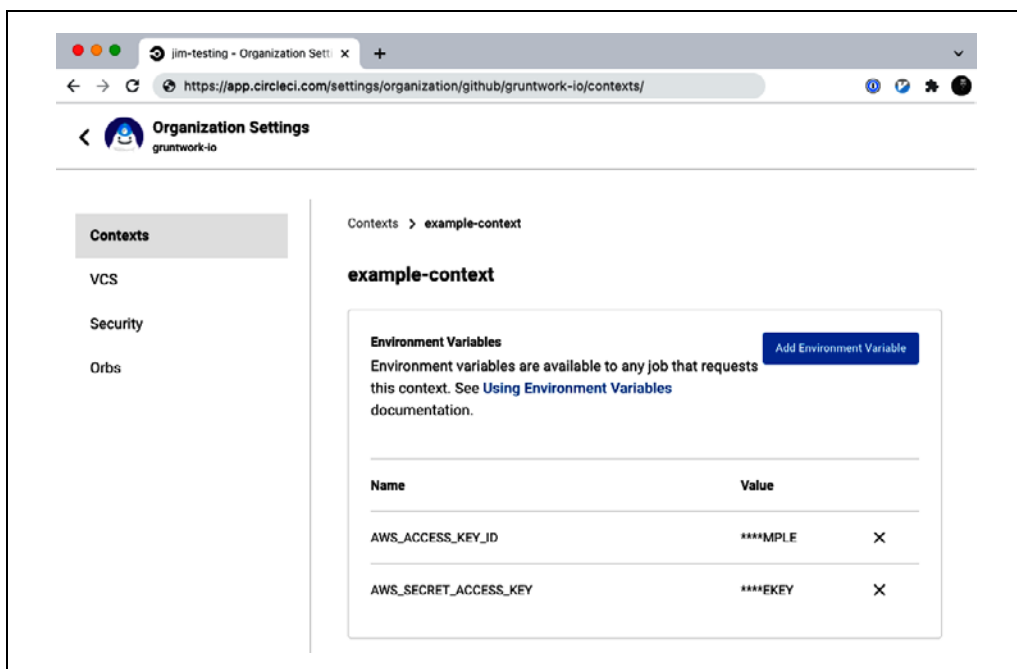 jim-testing - Organization Setti
https://app.circleci.com/settings/organization/github/gruntwork-io/contexts/
Organization Settings
gruntwork-io
Contexts
VCS
Security
Orbs
Contexts > example-context
example-context
Environment Variables
Add Environment Variable
Environment variables are available to any job that requests
this context. See Using Environment Variables
documentation.
Name Value
AWS_ACCESS_KEY_ID ****MPLE
AWS_SECRET_ACCESS_KEY ****EKEY